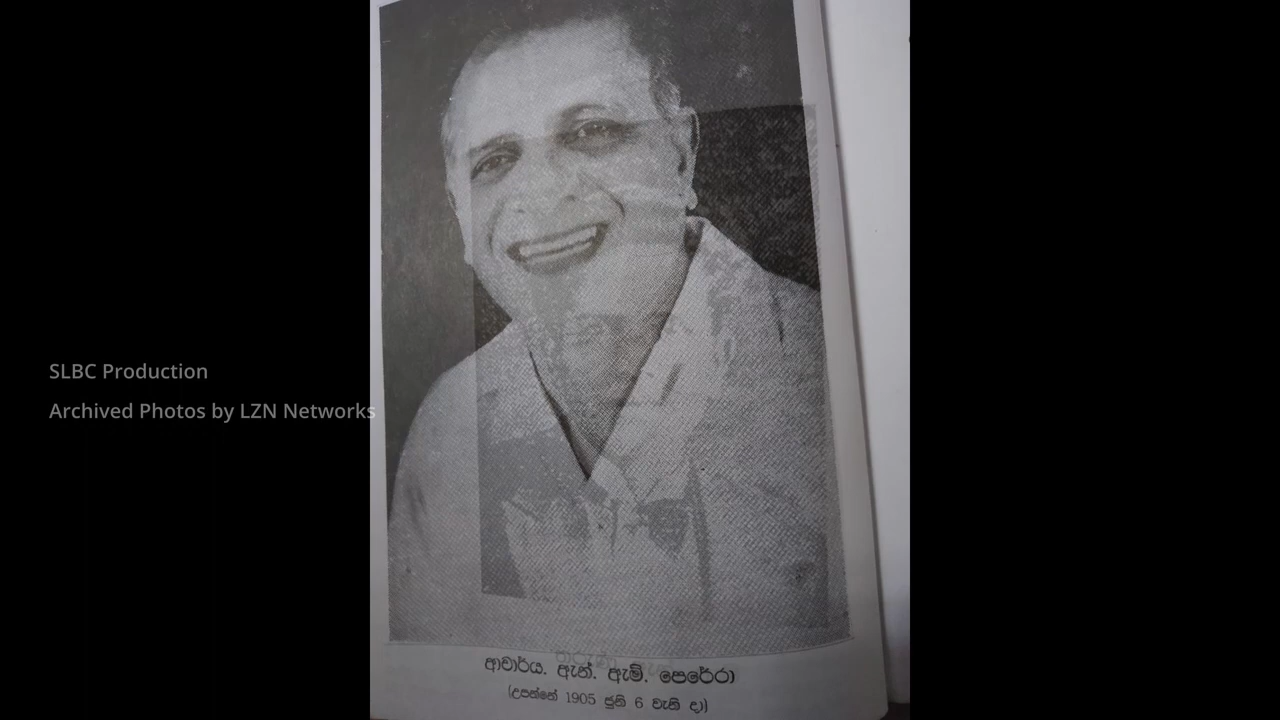 SLBC Production
Archived Photos by LZN Networks
ආචාර්ය. ඇන්. ඇම්. පෙරේරා
(උපන්නේ 1905 ජුනි 6 වැනි දා)